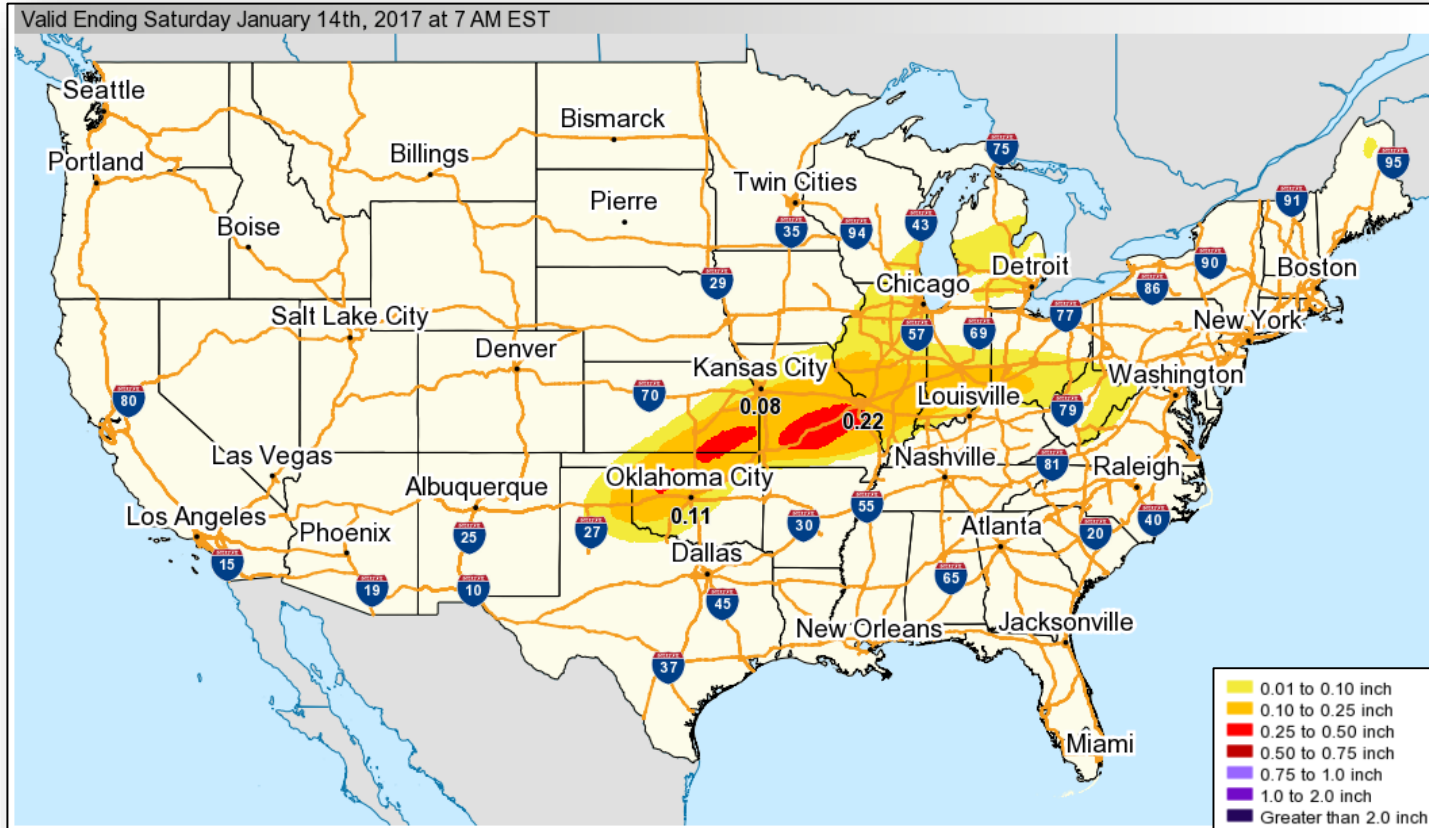 Valid Ending Saturday January 14th, 2017 at 7 AM EST
Seattle
Bismarck
75
95
Portland
Billings
Twin Cities
91
Pierre
Boise
35
94
43
90
Boston
Detroit
29
Chicago
86
Salt Lake City
77
New York
57
69
Denver
Kansas City
Washington
80
70
Louisville
0.08
79
0.22
Las Vegas
Nashville
81
Raleigh
Oklahoma City
Albuquerque
55
Los Angeles
0.11
40
Phoenix
25
27
30
Atlanta
20
Dallas
15
65
19
10
45
New Orleans
Jacksonville
37
Miami
0.01 to 0.10 inch
0.10 to 0.25 inch
0.25 to 0.50 inch
0.50 to 0.75 inch
0.75 to 1.0 inch
1.0 to 2.0 inch
Greater than 2.0 inch